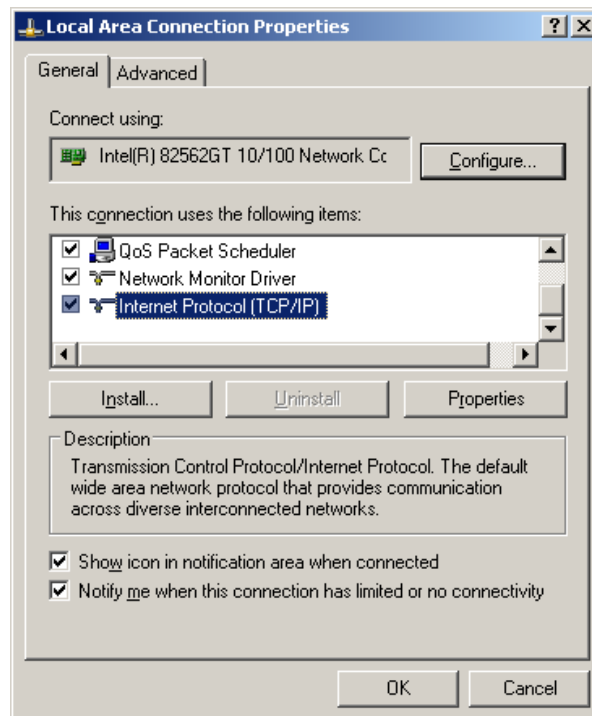 Local Area Connection Properties
General Advanced
Connect using:
Intel(R) 82562GT 10/100 Network Cc
Configure...
This connection uses the following items:
QoS Packet Scheduler
Network Monitor Driver
Internet Protocol (TCP/IP)
Install... Uninstall Properties
Description
Transmission Control Protocol/Internet Protocol. The default
wide area network protocol that provides communication
across diverse interconnected networks.
Show icon in notification area when connected
Notify me when this connection has limited or no connectivity
OK Cancel